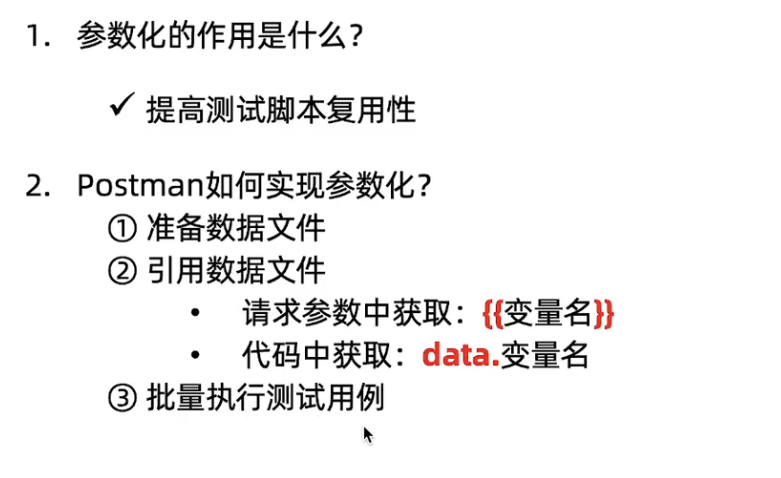 1. 参数化的作用是什么?
✓ 提高测试脚本复用性
2. Postman如何实现参数化?
① 准备数据文件
② 引用数据文件
• 请求参数中获取：{{变量名}}
• 代码中获取：data.变量名
③ 批量执行测试用例